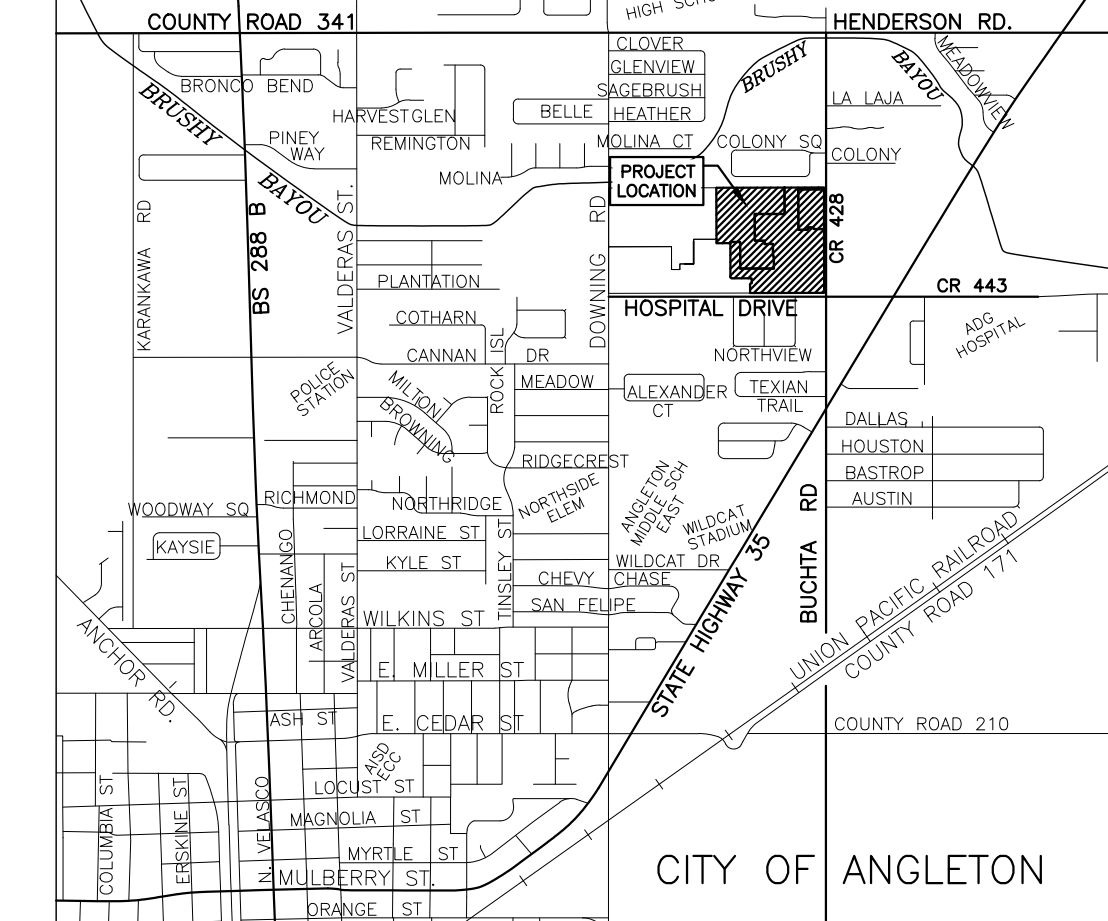 HIGH
COUNTY ROAD 341
HENDERSON RD.
CLOVER
GLENVIEW
SAGEBRUSH
HEATHER
BELLE
MOLINA CT
BRUSHY
BAYOU
MEADOWVIEW
LA LAJA
COLONY SQ
COLONY
BRONCO BEND
BRUSHY
BAYOU
HARVEST GLEN
REMINGTON
PINEY
WAY
MOLINA
PROJECT
LOCATION
KARANKAWA RD
BS 288 B
VALDERAS ST.
DOWNING RD
CR 428
CR 443
HOSPITAL DRIVE
PLANTATION
COTHARN
CANNAN DR
ROCK ISL
NORTHVIEW
ADG
HOSPITAL
POLICE
STATION
MILTON
BROWNING
MEADOW
ALEXANDER
CT
TEXIAN
TRAIL
DALLAS
HOUSTON
BASTROP
AUSTIN
RIDGECREST
RICHMOND
NORTHRIDGE
NORTHSIDE
ELEM
ANGLETON
MIDDLE SCH
EAST
WILDCAT
STADIUM
WOODWAY SQ
KAYSIE
LORRAINE ST
KYLE ST
TINSLEY ST
WILDCAT DR
CHEVY CHASE
SAN FELIPE
CHENANGO
ARCOLA
VALDERAS ST
WILKINS ST
BUCHTA RD
STATE HIGHWAY 35
UNION PACIFIC RAILROAD
COUNTY ROAD 171
ANCHOR RD.
E. MILLER ST
ASH ST
E. CEDAR ST
COUNTY ROAD 210
AISD
ECC
LOCUST ST
COLUMBIA ST
ERSKINE ST
N. VELASCO
MAGNOLIA ST
MYRTLE ST
MULBERRY ST.
ORANGE ST
CITY OF ANGLETON